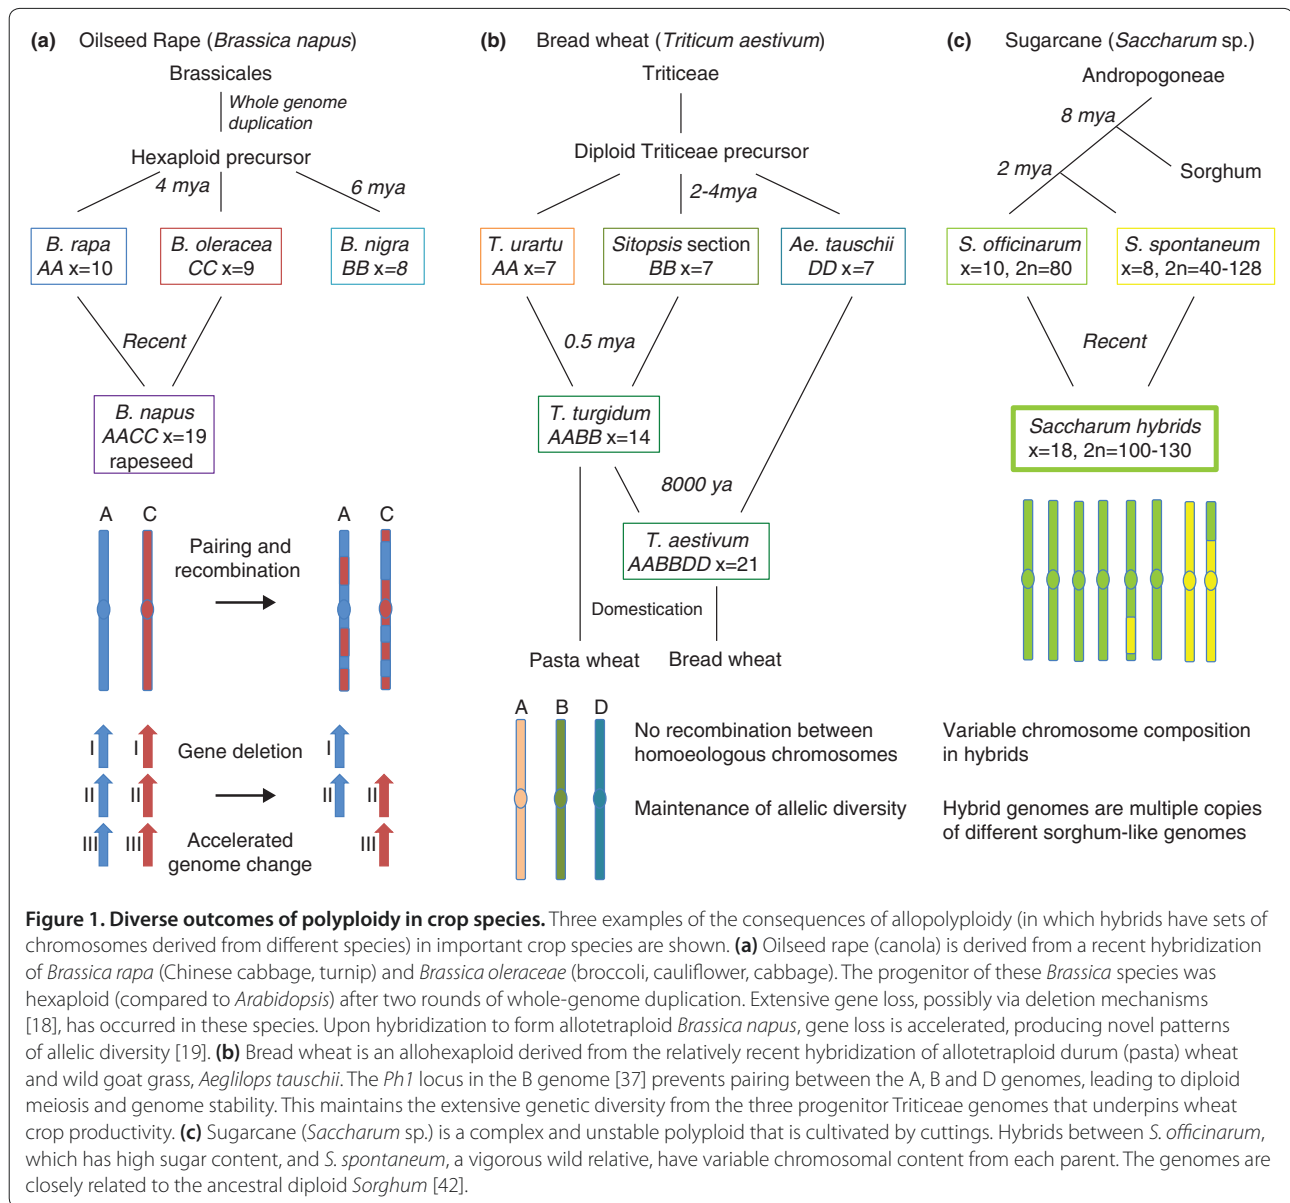 (a) Oilseed Rape (Brassica napus)
Brassicales
Whole genome
duplication
Hexaploid precursor
4 mya
6 mya
B. rapa
AA x=10
B. oleracea
CC x=9
B. nigra
BB x=8
Recent
B. napus
AACC x=19
rapeseed
A
C
Pairing and
recombination
A
C
I
I
Gene deletion
I
II
II
II
II
III
III
Accelerated
genome change
III
(b) Bread wheat (Triticum aestivum)
Triticeae
Diploid Triticeae precursor
2-4mya
T. urartu
AA x=7
Sitopsis section
BB x=7
Ae. tauschii
DD x=7
0.5 mya
T. turgidum
AABB x=14
8000 ya
T. aestivum
AABBDD x=21
Domestication
Pasta wheat
Bread wheat
A
B
D
No recombination between
homoeologous chromosomes
Maintenance of allelic diversity
(c) Sugarcane (Saccharum sp.)
Andropogoneae
8 mya
Sorghum
2 mya
S. officinarum
x=10, 2n=80
S. spontaneum
x=8, 2n=40-128
Recent
Saccharum hybrids
x=18, 2n=100-130
Variable chromosome composition
in hybrids
Hybrid genomes are multiple copies
of different sorghum-like genomes
Figure 1. Diverse outcomes of polyploidy in crop species. Three examples of the consequences of allopolyploidy (in which hybrids have sets of
chromosomes derived from different species) in important crop species are shown. (a) Oilseed rape (canola) is derived from a recent hybridization
of Brassica rapa (Chinese cabbage, turnip) and Brassica oleraceae (broccoli, cauliflower, cabbage). The progenitor of these Brassica species was
hexaploid (compared to Arabidopsis) after two rounds of whole-genome duplication. Extensive gene loss, possibly via deletion mechanisms
[18], has occurred in these species. Upon hybridization to form allotetraploid Brassica napus, gene loss is accelerated, producing novel patterns
of allelic diversity [19]. (b) Bread wheat is an allohexaploid derived from the relatively recent hybridization of allotetraploid durum (pasta) wheat
and wild goat grass, Aeglilops tauschii. The Ph1 locus in the B genome [37] prevents pairing between the A, B and D genomes, leading to diploid
meiosis and genome stability. This maintains the extensive genetic diversity from the three progenitor Triticeae genomes that underpins wheat
crop productivity. (c) Sugarcane (Saccharum sp.) is a complex and unstable polyploid that is cultivated by cuttings. Hybrids between S. officinarum,
which has high sugar content, and S. spontaneum, a vigorous wild relative, have variable chromosomal content from each parent. The genomes are
closely related to the ancestral diploid Sorghum [42].